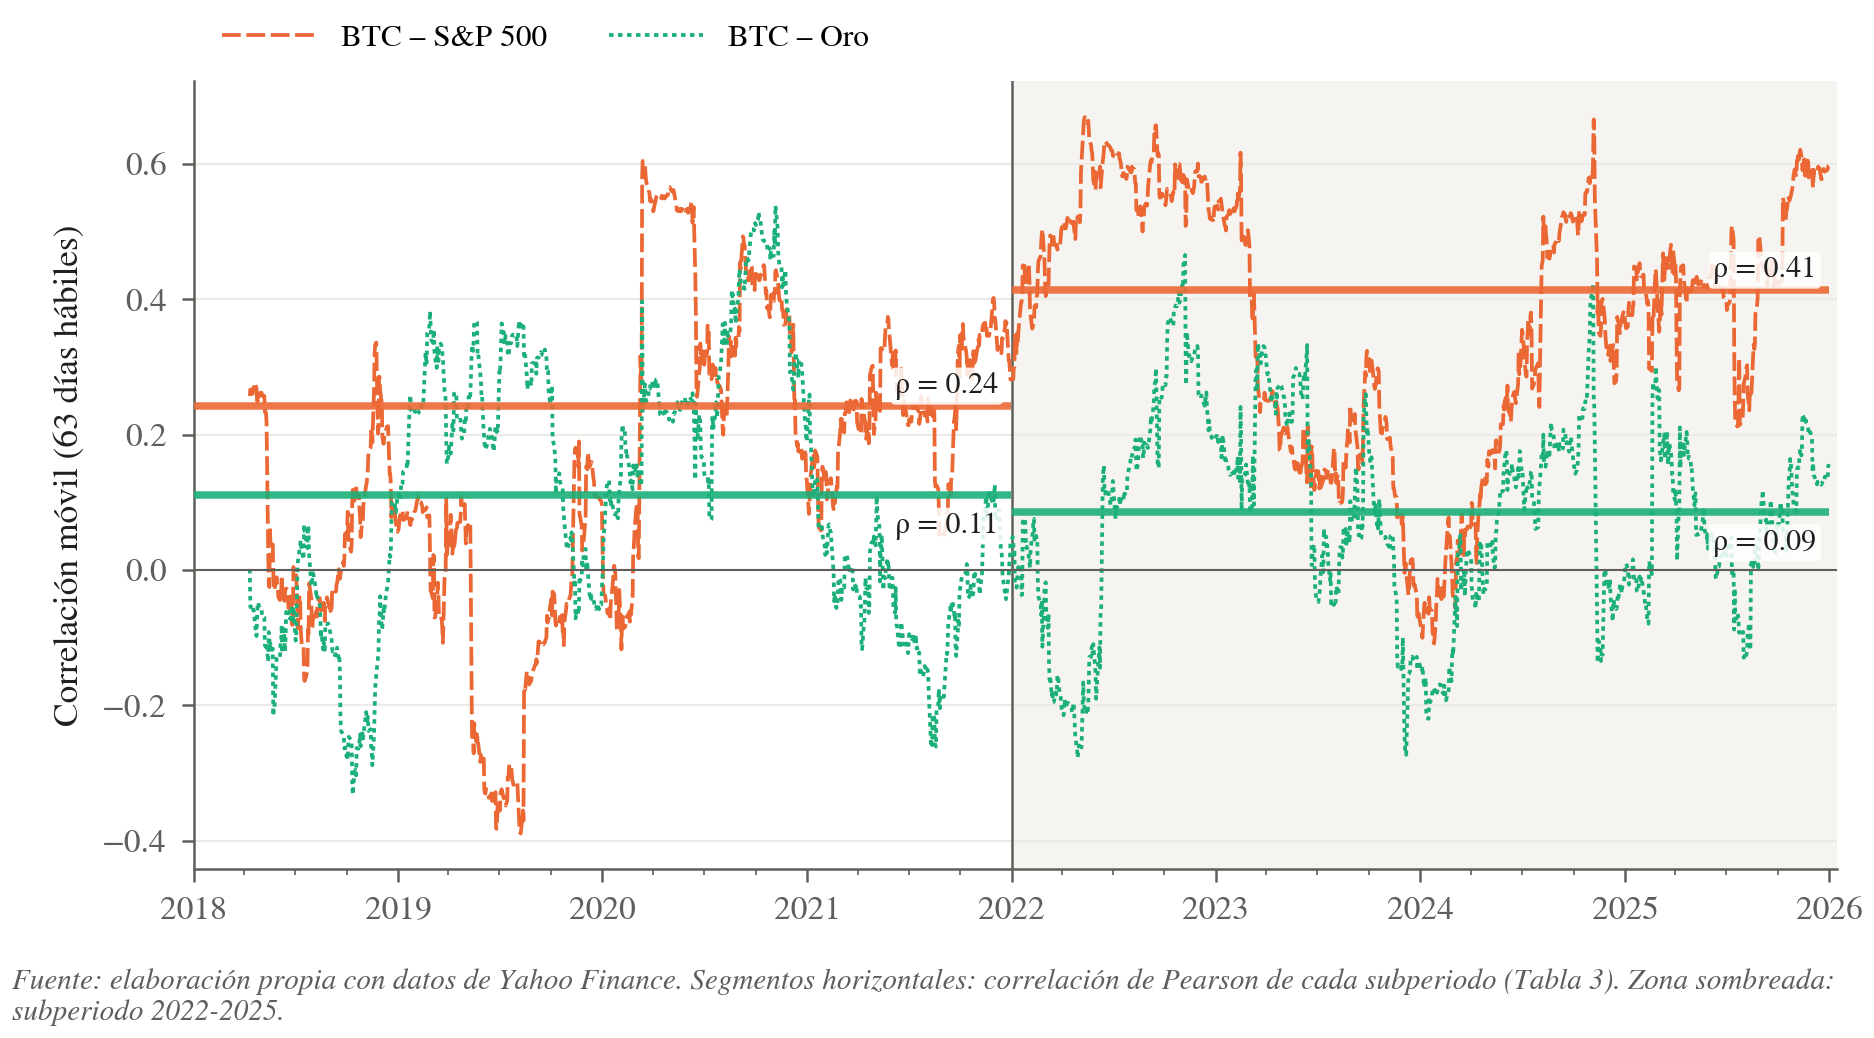 BTC – S&P 500
BTC – Oro
Correlación móvil (63 días hábiles)
0.6
0.4
0.2
0.0
−0.2
−0.4
ρ = 0.24
ρ = 0.11
ρ = 0.41
ρ = 0.09
2018
2019
2020
2021
2022
2023
2024
2025
2026
Fuente: elaboración propia con datos de Yahoo Finance. Segmentos horizontales: correlación de Pearson de cada subperiodo (Tabla 3). Zona sombreada:
subperiodo 2022-2025.